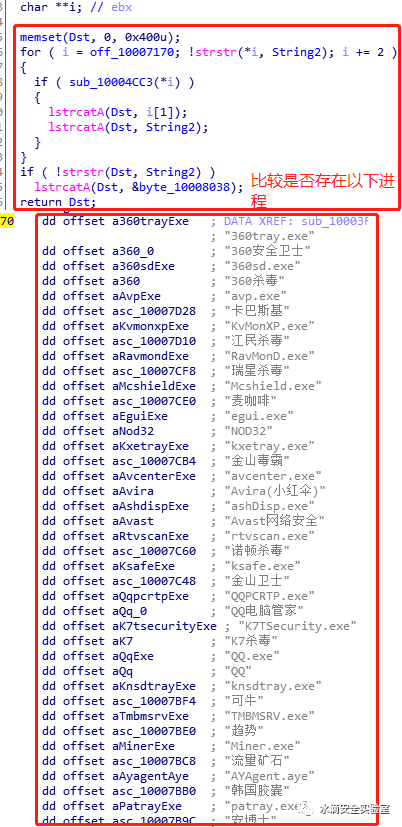 char **i; // ebx
memset(Dst, 0, 0x400u);
for ( i = off_10007170; !strstr(*i, String2); i += 2 )
{
if ( sub_10004CC3(*i) )
{
lstrcatA(Dst, i[1]);
lstrcatA(Dst, String2);
}
}
if ( !strstr(Dst, String2) )
lstrcatA(Dst, &byte_10008038);
return Dst;
比较是否存在以下进
程
70 dd offset a360trayExe ; DATA XREF: sub_10003F
; "360tray.exe"
dd offset a360_0 ; "360安全卫士"
dd offset a360sdExe ; "360sd.exe"
dd offset a360 ; "360杀毒"
dd offset aAvpExe ; "avp.exe"
dd offset asc_10007D28 ; "卡巴斯基"
dd offset aKvmonxpExe ; "KvMonXP.exe"
dd offset asc_10007D10 ; "江民杀毒"
dd offset aRavmondExe ; "RavMonD.exe"
dd offset asc_10007CF8 ; "瑞星杀毒"
dd offset aMcshieldExe ; "Mcshield.exe"
dd offset asc_10007CE0 ; "麦咖啡"
dd offset aEguiExe ; "egui.exe"
dd offset aNod32 ; "NOD32"
dd offset aKxetrayExe ; "kxetray.exe"
dd offset asc_10007CB4 ; "金山毒霸"
dd offset aAvcenterExe ; "avcenter.exe"
dd offset aAvira ; "Avira(小红伞)"
dd offset aAshdispExe ; "ashDisp.exe"
dd offset aAvast ; "Avast网络安全"
dd offset aRtvscanExe ; "rtvscan.exe"
dd offset asc_10007C60 ; "诺顿杀毒"
dd offset aKsafeExe ; "ksafe.exe"
dd offset asc_10007C48 ; "金山卫士"
dd offset aQqpcrtpExe ; "QQPCRTP.exe"
dd offset aQq_0 ; "QQ电脑管家"
dd offset aK7tsecurityExe ; "K7TSecurity.exe"
dd offset aK7 ; "K7杀毒"
dd offset aQqExe ; "QQ.exe"
dd offset aQq ; "QQ"
dd offset aKnsdtrayExe ; "knsdtray.exe"
dd offset asc_10007BF4 ; "可牛"
dd offset aTmbmsrvExe ; "TMBMSRV.exe"
dd offset asc_10007BE0 ; "趋势"
dd offset aMinerExe ; "Miner.exe"
dd offset asc_10007BC8 ; "流量矿石"
dd offset aAyagentAye ; "AYAgent.aye"
dd offset asc_10007BB0 ; "韩国胶囊"
dd offset aPatrayExe ; "patray.exe"
dd offset asc_10007B9C ; "安博士"
水滴安全实验室